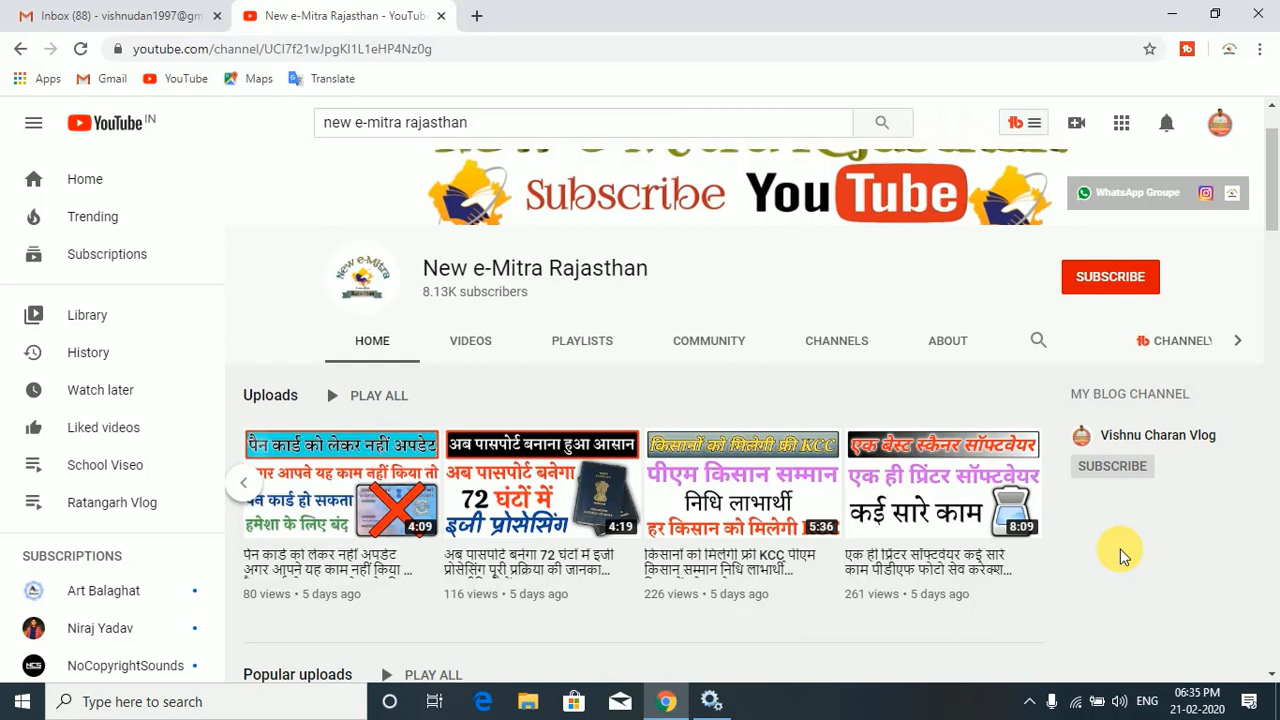 Inbox (88) - vishnudan1997@gm
New e-Mitra Rajasthan - YouTube
youtube.com/channel/UCI7f21wJpgKI1L1eHP4Nz0g
Apps Gmail YouTube Maps Translate
YouTube IN
new e-mitra rajasthan
Subscribe YouTube
WhatsApp Groupe
Home
Trending
Subscriptions
Library
History
Watch later
Liked videos
School Viseo
Ratangarh Vlog
SUBSCRIPTIONS
Art Balaghat
Niraj Yadav
NoCopyrightSounds
New e-Mitra Rajasthan
8.13K subscribers
SUBSCRIBE
HOME VIDEOS PLAYLISTS COMMUNITY CHANNELS ABOUT CHANNELY
Uploads PLAY ALL
पैन कार्ड को लेकर नहीं अपडेट
अगर आपने यह काम नहीं किया तो
पैन कार्ड हो सकता
हमेशा के लिए बंद
4:09
पैन कार्ड को लेकर नहीं अपडेट
अगर आपने यह काम नहीं किया ...
80 views • 5 days ago
अब पासपोर्ट बनाना हुआ आसान
अब पासपोर्ट बनेगा
72 घंटों में
इजी प्रोसेसिंग
4:19
अब पासपोर्ट बनेगा 72 घंटों में इजी
प्रोसेसिंग पूरी प्रक्रिया की जानका...
116 views • 5 days ago
किसानों को मिलेगी फ्री KCC
पीएम किसान सम्मान
निधि लाभार्थी
हर किसान को मिलेगी
5:36
किसानों को मिलेगी फ्री KCC पीएम
किसान सम्मान निधि लाभार्थी...
226 views • 5 days ago
एक बेस्ट स्कैनर सॉफ्टवेयर
एक ही प्रिंटर सॉफ्टवेयर
कई सारे काम
8:09
एक ही प्रिंटर सॉफ्टवेयर कई सारे
काम पीडीएफ फोटो सेव करेक्श...
261 views • 5 days ago
MY BLOG CHANNEL
Vishnu Charan Vlog
SUBSCRIBE
Popular uploads PLAY ALL
Type here to search
ENG
06:35 PM
21-02-2020